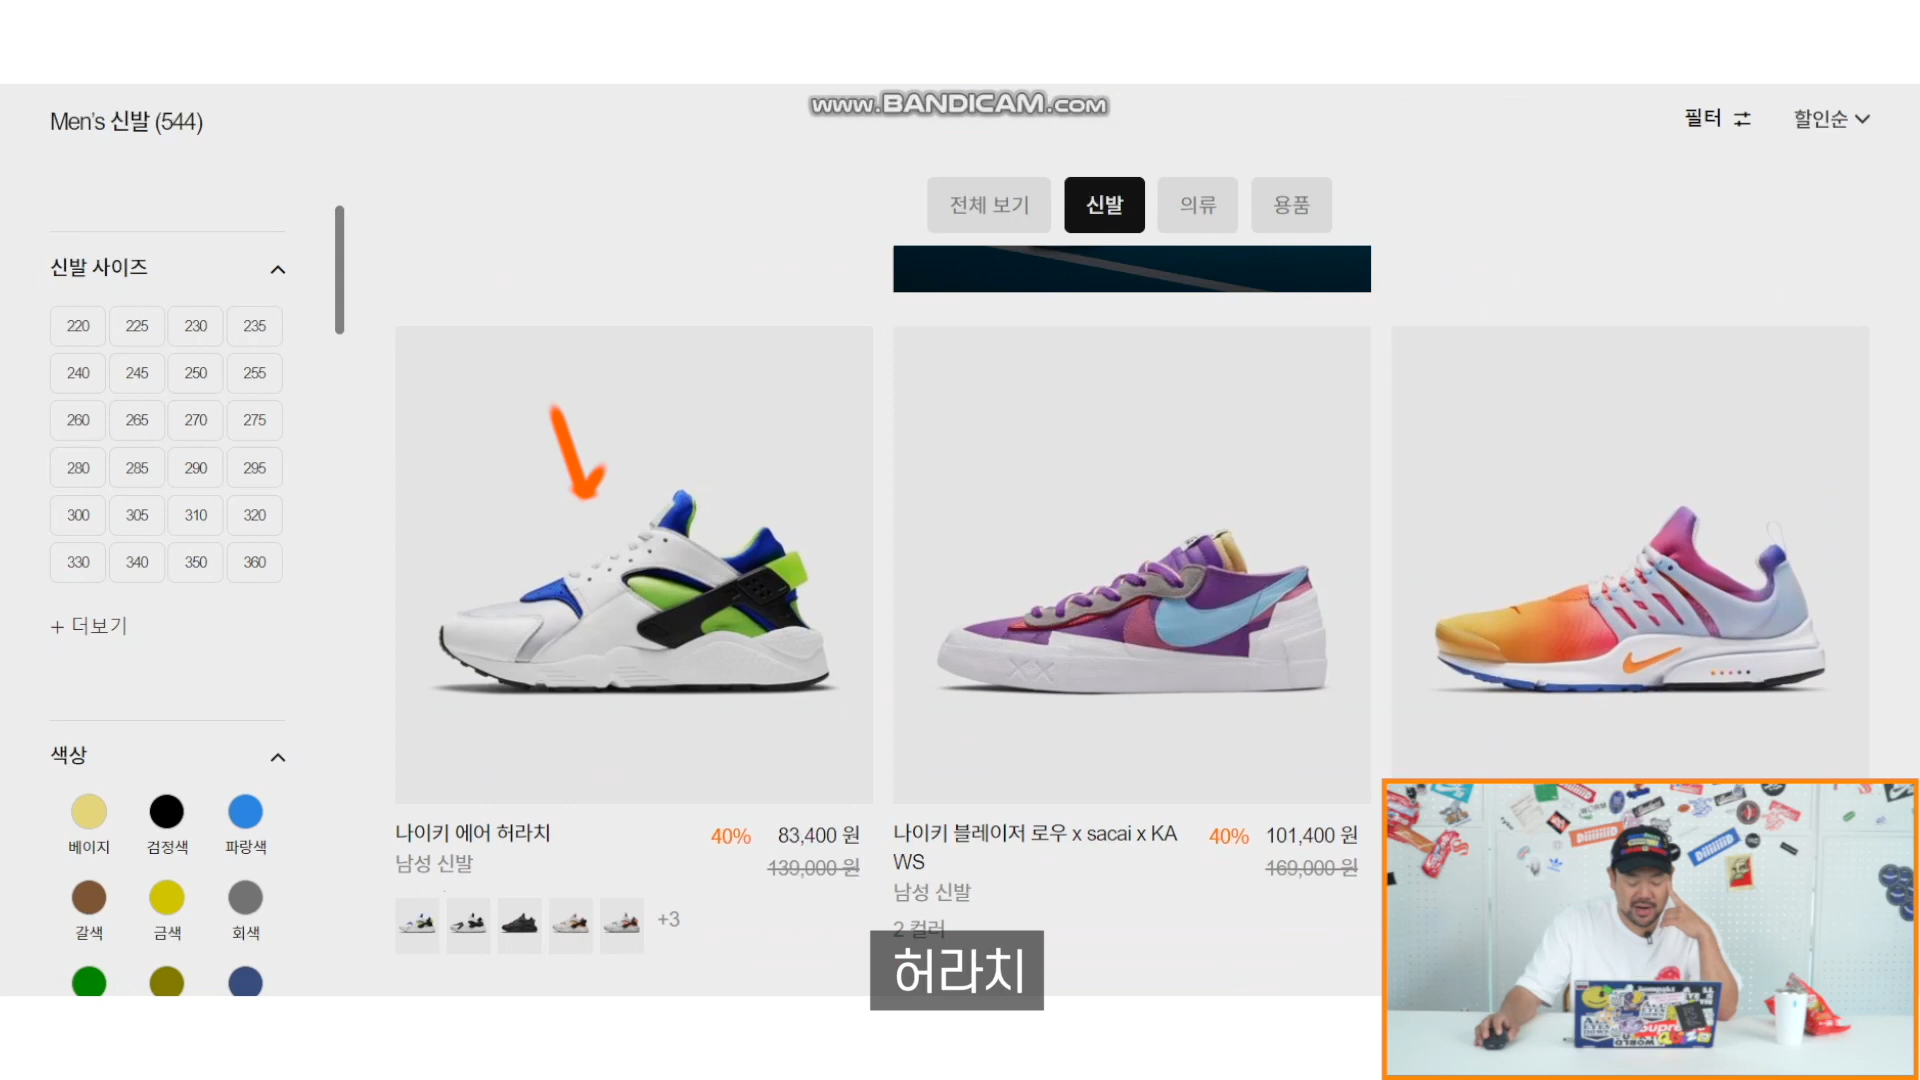 www.BANDICAM.com
Men's 신발 (544)
필터
할인순
전체 보기
신발
의류
용품
신발 사이즈
220 225 230 235
240 245 250 255
260 265 270 275
280 285 290 295
300 305 310 320
330 340 350 360
+ 더보기
색상
베이지 검정색 파랑색
갈색 금색 회색
나이키 에어 허라치
40% 83,400 원
남성 신발
139,000 원
+3
나이키 블레이저 로우 x sacai x KA
WS
40% 101,400 원
169,000 원
남성 신발
2 컬러
허라치